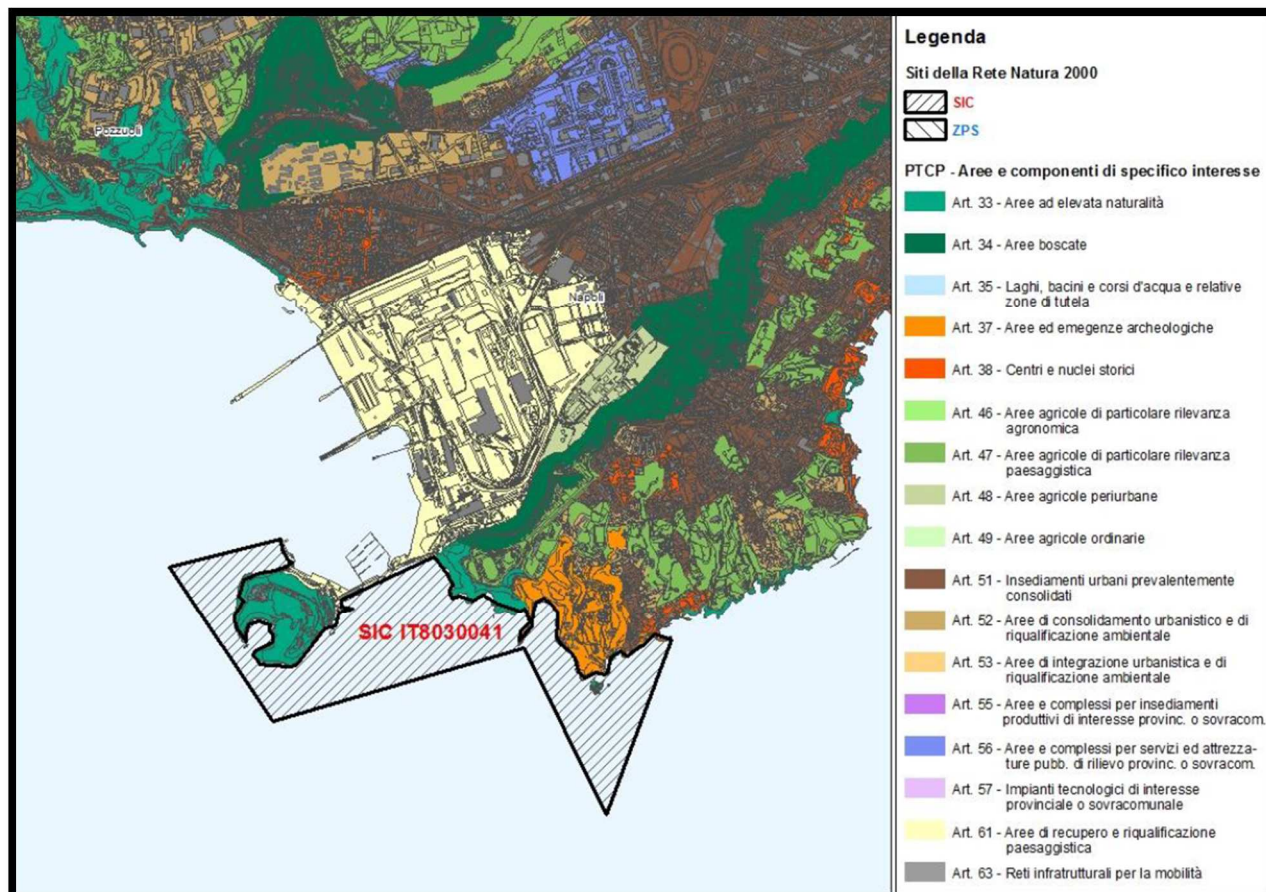 Pozzuoli
Napoli
SIC IT8030041
Legenda
Siti della Rete Natura 2000
SIC
ZPS
PTCP - Aree e componenti di specifico interesse
Art. 33 - Aree ad elevata naturalità
Art. 34 - Aree boscate
Art. 35 - Laghi, bacini e corsi d'acqua e relative
zone di tutela
Art. 37 - Aree ed emegenze archeologiche
Art. 38 - Centri e nuclei storici
Art. 46 - Aree agricole di particolare rilevanza
agronomica
Art. 47 - Aree agricole di particolare rilevanza
paesaggistica
Art. 48 - Aree agricole periurbane
Art. 49 - Aree agricole ordinarie
Art. 51 - Insediamenti urbani prevalentemente
consolidati
Art. 52 - Aree di consolidamento urbanistico e di
riqualificazione ambientale
Art. 53 - Aree di integrazione urbanistica e di
riqualificazione ambientale
Art. 55 - Aree e complessi per insediamenti
produttivi di interesse provinc. o sovracom.
Art. 56 - Aree e complessi per servizi ed attrezza-
ture pubb. di rilievo provinc. o sovracom.
Art. 57 - Impianti tecnologici di interesse
provinciale o sovracomunale
Art. 61 - Aree di recupero e riqualificazione
paesaggistica
Art. 63 - Reti infratrutturali per la mobilità